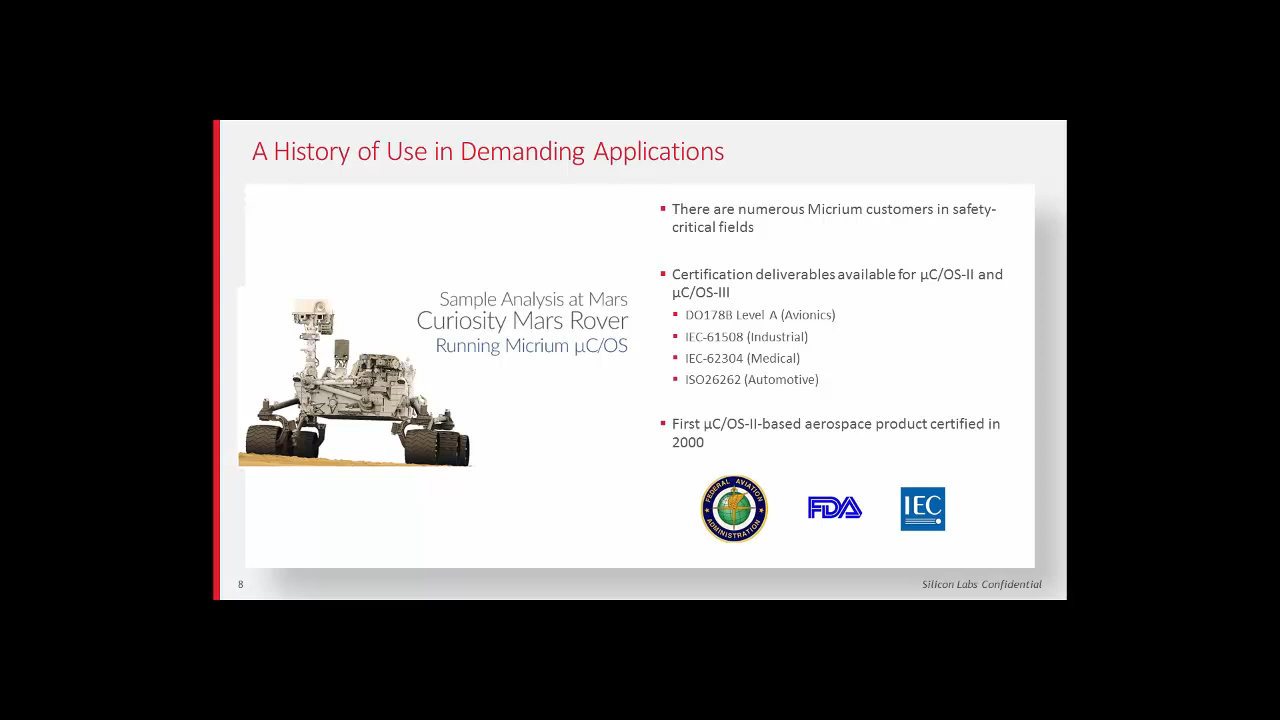 A History of Use in Demanding Applications
Sample Analysis at Mars
Curiosity Mars Rover
Running Micrium µC/OS
There are numerous Micrium customers in safety-
critical fields
Certification deliverables available for µC/OS-II and
µC/OS-III
DO178B Level A (Avionics)
IEC-61508 (Industrial)
IEC-62304 (Medical)
ISO26262 (Automotive)
First µC/OS-II-based aerospace product certified in
2000
FEDERAL AVIATION
ADMINISTRATION
FDA
IEC
8
Silicon Labs Confidential